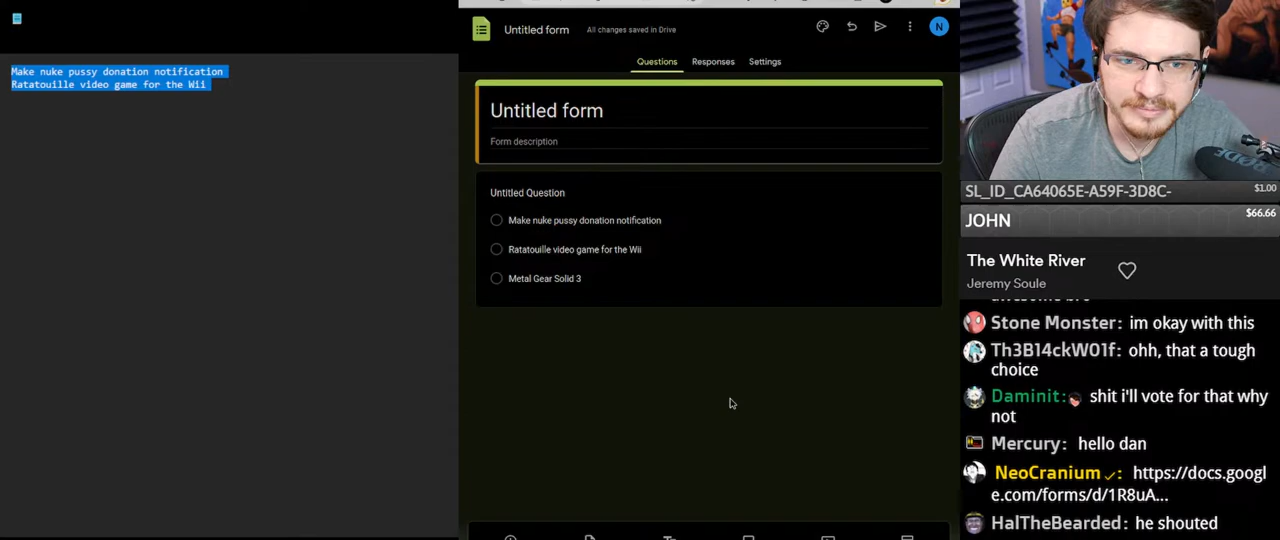 Make nuke pussy donation notification
Ratatouille video game for the Wii
Untitled form
All changes saved in Drive
N
Questions
Responses
Settings
Untitled form
Form description
Untitled Question
Make nuke pussy donation notification
Ratatouille video game for the Wii
Metal Gear Solid 3
RODE
SL_ID_CA64065E-A59F-3D8C-
$1.00
JOHN
$66.66
The White River
Jeremy Soule
Stone Monster: im okay with this
Th3B14ckW01f: ohh, that a tough
choice
Daminit: shit i'll vote for that why
not
Mercury: hello dan
NeoCranium: https://docs.googl
e.com/forms/d/1R8uA...
HalTheBearded: he shouted